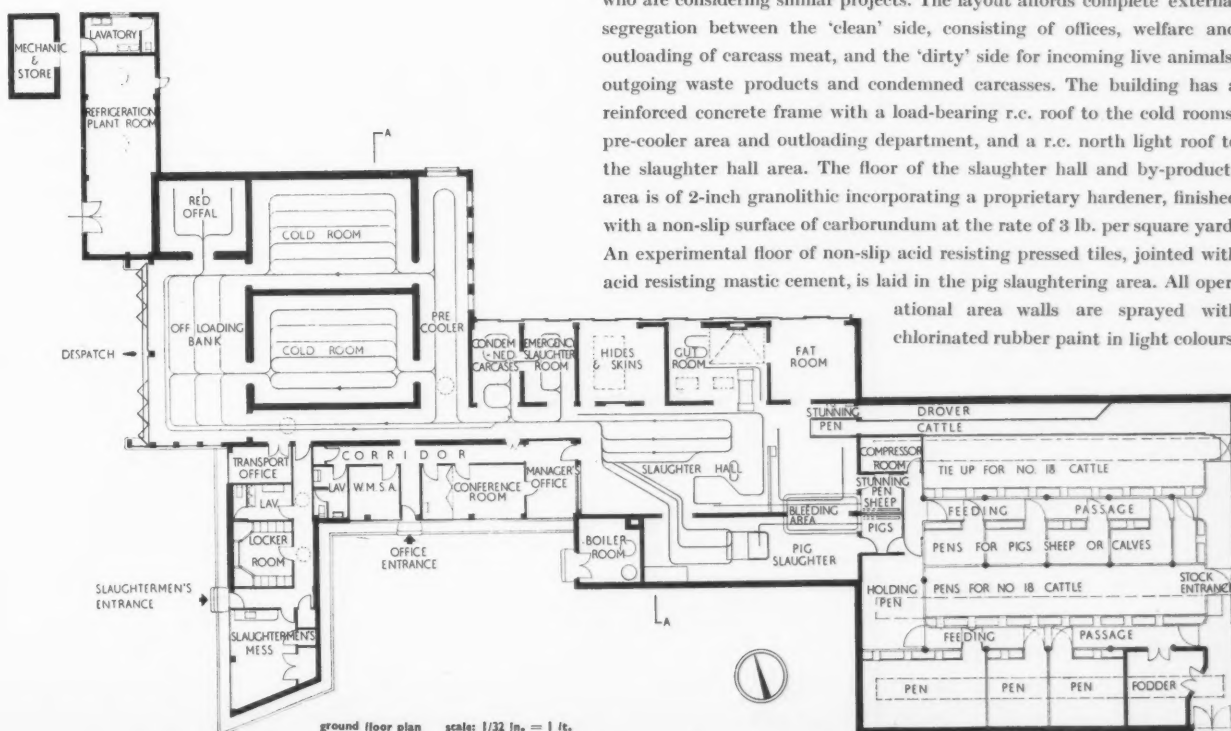 who are considering similar projects. The layout affords complete external
segregation between the ‘clean’ side, consisting of offices, welfare and
outloading of carcass meat, and the ‘dirty’ side for incoming live animals
outgoing waste products and condemned carcasses. The building has a
reinforced concrete frame with a load-bearing r.c. roof to the cold rooms
pre-cooler area and outloading department, and a r.c. north light roof to
the slaughter hall area. The floor of the slaughter hall and by-product
area is of 2-inch granolithic incorporating a proprietary hardener, finished
with a non-slip surface of carborundum at the rate of 3 lb. per square yard
An experimental floor of non-slip acid resisting pressed tiles, jointed with
acid resisting mastic cement, is laid in the pig slaughtering area. All oper
ational area walls are sprayed with
chlorinated rubber paint in light colours
MECHANIC
&
STORE
LAVATORY
REFRIGERATION
PLANT ROOM
A
RED
OFFAL
COLD ROOM
OFF LOADING
BANK
COLD ROOM
PRE
COOLER
DESPATCH
CONDEM
-NED
CARCASES
EMERGENCY
SLAUGHTER
ROOM
HIDES
& SKINS
GUT
ROOM
FAT
ROOM
STUNNING
PEN
DROVER
CATTLE
CORRIDOR
TRANSPORT
OFFICE
LAV.
LAV
W.M.S.A.
CONFERENCE
ROOM
MANAGER'S
OFFICE
SLAUGHTER HALL
COMPRESSOR
ROOM
STUNNING
PEN
SHEEP
PIGS
TIE UP FOR NO. 18 CATTLE
FEEDING PASSAGE
PENS FOR PIGS SHEEP OR CALVES
BLEEDING
AREA
PIG
SLAUGHTER
BOILER
ROOM
LOCKER
ROOM
OFFICE
ENTRANCE
HOLDING
PEN
PENS FOR NO 18 CATTLE
STOCK
ENTRANCE
SLAUGHTERMEN'S
ENTRANCE
SLAUGHTERMEN'S
MESS
A
FEEDING PASSAGE
PEN
PEN
PEN
FODDER
ground floor plan scale: 1/32 in. = 1 ft.